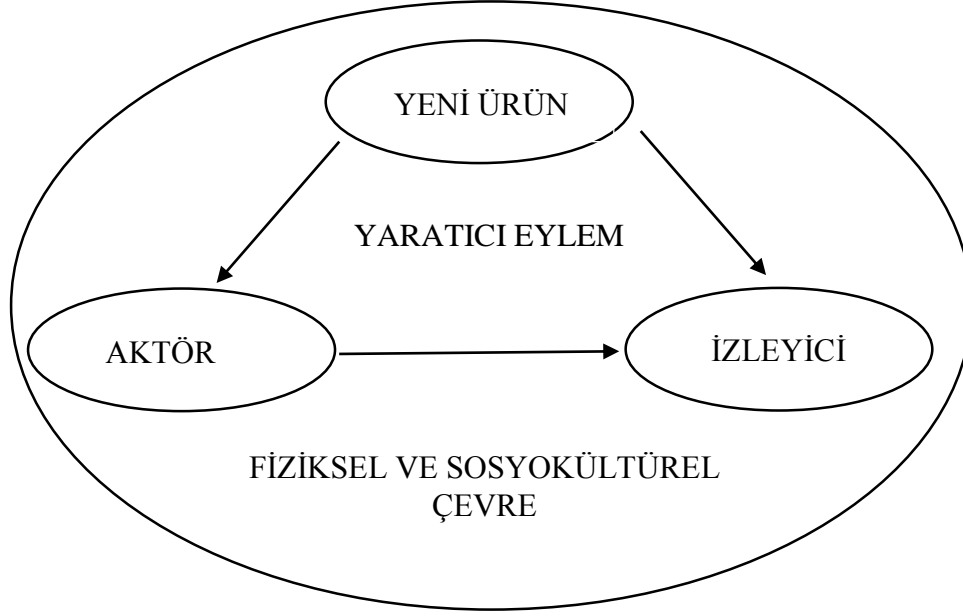 YENİ ÜRÜN
YARATICI EYLEM
AKTÖR
İZLEYİCİ
FİZİKSEL VE SOSYOKÜLTÜREL
ÇEVRE